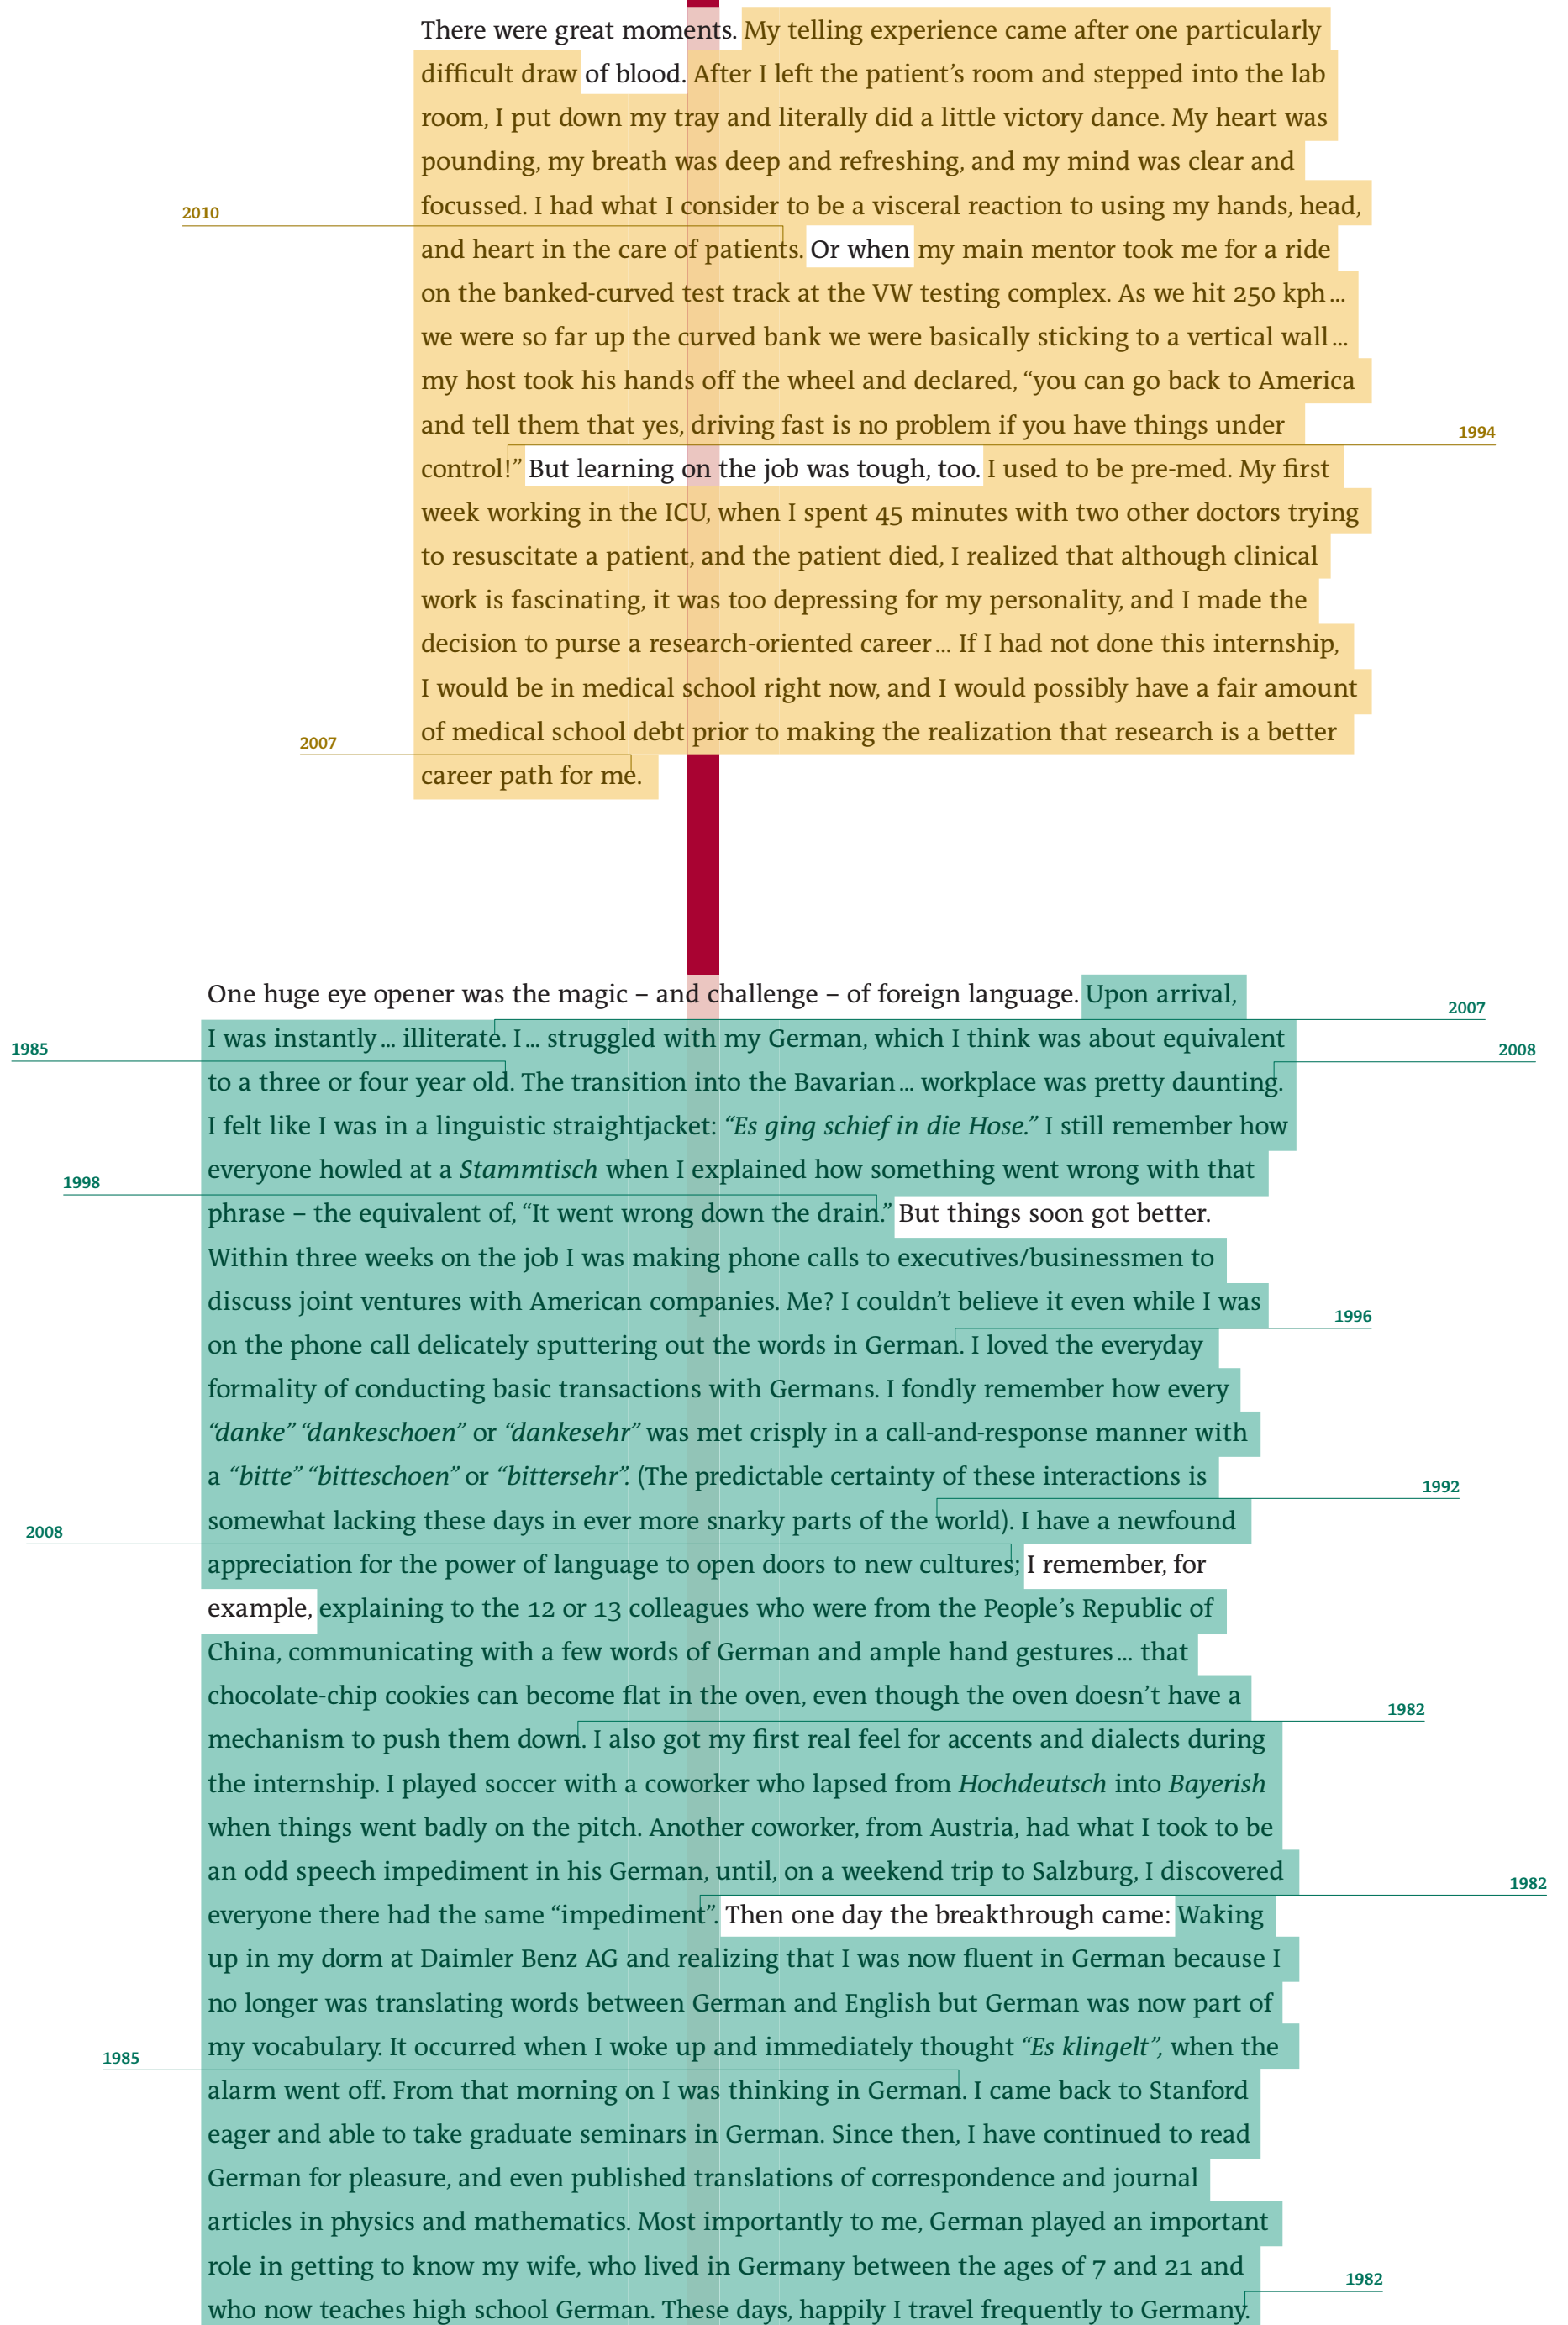 There were great moments. My telling experience came after one particularly
difficult draw of blood. After I left the patient’s room and stepped into the lab
room, I put down my tray and literally did a little victory dance. My heart was
pounding, my breath was deep and refreshing, and my mind was clear and
2010
focussed. I had what I consider to be a visceral reaction to using my hands, head,
and heart in the care of patients. Or when my main mentor took me for a ride
on the banked-curved test track at the VW testing complex. As we hit 250 kph…
we were so far up the curved bank we were basically sticking to a vertical wall…
my host took his hands off the wheel and declared, “you can go back to America
and tell them that yes, driving fast is no problem if you have things under
1994
control!” But learning on the job was tough, too. I used to be pre-med. My first
week working in the ICU, when I spent 45 minutes with two other doctors trying
to resuscitate a patient, and the patient died, I realized that although clinical
work is fascinating, it was too depressing for my personality, and I made the
decision to purse a research-oriented career… If I had not done this internship,
I would be in medical school right now, and I would possibly have a fair amount
of medical school debt prior to making the realization that research is a better
2007
career path for me.
One huge eye opener was the magic – and challenge – of foreign language. Upon arrival,
2007
I was instantly… illiterate. I… struggled with my German, which I think was about equivalent
1985
2008
to a three or four year old. The transition into the Bavarian… workplace was pretty daunting.
I felt like I was in a linguistic straightjacket: “Es ging schief in die Hose.” I still remember how
everyone howled at a Stammtisch when I explained how something went wrong with that
1998
phrase – the equivalent of, “It went wrong down the drain.” But things soon got better.
Within three weeks on the job I was making phone calls to executives/businessmen to
discuss joint ventures with American companies. Me? I couldn’t believe it even while I was
1996
on the phone call delicately sputtering out the words in German. I loved the everyday
formality of conducting basic transactions with Germans. I fondly remember how every
“danke” “dankeschoen” or “dankesehr” was met crisply in a call-and-response manner with
a “bitte” “bitteschoen” or “bittersehr”. (The predictable certainty of these interactions is
1992
somewhat lacking these days in ever more snarky parts of the world). I have a newfound
2008
appreciation for the power of language to open doors to new cultures; I remember, for
example, explaining to the 12 or 13 colleagues who were from the People’s Republic of
China, communicating with a few words of German and ample hand gestures… that
chocolate-chip cookies can become flat in the oven, even though the oven doesn’t have a
1982
mechanism to push them down. I also got my first real feel for accents and dialects during
the internship. I played soccer with a coworker who lapsed from Hochdeutsch into Bayerish
when things went badly on the pitch. Another coworker, from Austria, had what I took to be
an odd speech impediment in his German, until, on a weekend trip to Salzburg, I discovered
1982
everyone there had the same “impediment”. Then one day the breakthrough came: Waking
up in my dorm at Daimler Benz AG and realizing that I was now fluent in German because I
no longer was translating words between German and English but German was now part of
my vocabulary. It occurred when I woke up and immediately thought “Es klingelt”, when the
1985
alarm went off. From that morning on I was thinking in German. I came back to Stanford
eager and able to take graduate seminars in German. Since then, I have continued to read
German for pleasure, and even published translations of correspondence and journal
articles in physics and mathematics. Most importantly to me, German played an important
role in getting to know my wife, who lived in Germany between the ages of 7 and 21 and
1982
who now teaches high school German. These days, happily I travel frequently to Germany.